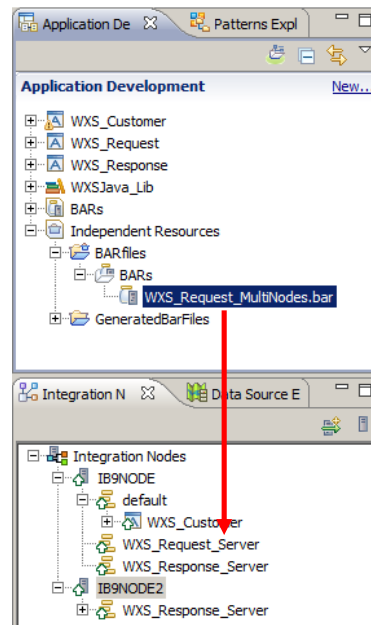 Application De
Patterns Expl
Application Development
New...
WXS_Customer
WXS_Request
WXS_Response
WXSJava_Lib
BARs
Independent Resources
BARfiles
BARs
WXS_Request_MultiNodes.bar
GeneratedBarFiles
Integration N
Data Source E
Integration Nodes
IB9NODE
default
WXS_Customer
WXS_Request_Server
WXS_Response_Server
IB9NODE2
WXS_Response_Server